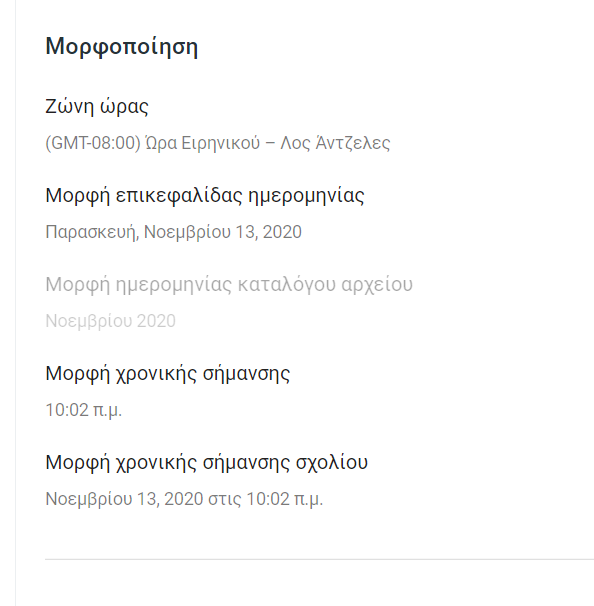 Μορφοποίηση
Ζώνη ώρας
(GMT-08:00) Ώρα Ειρηνικού – Λος Άντζελες
Μορφή επικεφαλίδας ημερομηνίας
Παρασκευή, Νοεμβρίου 13, 2020
Μορφή ημερομηνίας καταλόγου αρχείου
Νοεμβρίου 2020
Μορφή χρονικής σήμανσης
10:02 π.μ.
Μορφή χρονικής σήμανσης σχολίου
Νοεμβρίου 13, 2020 στις 10:02 π.μ.